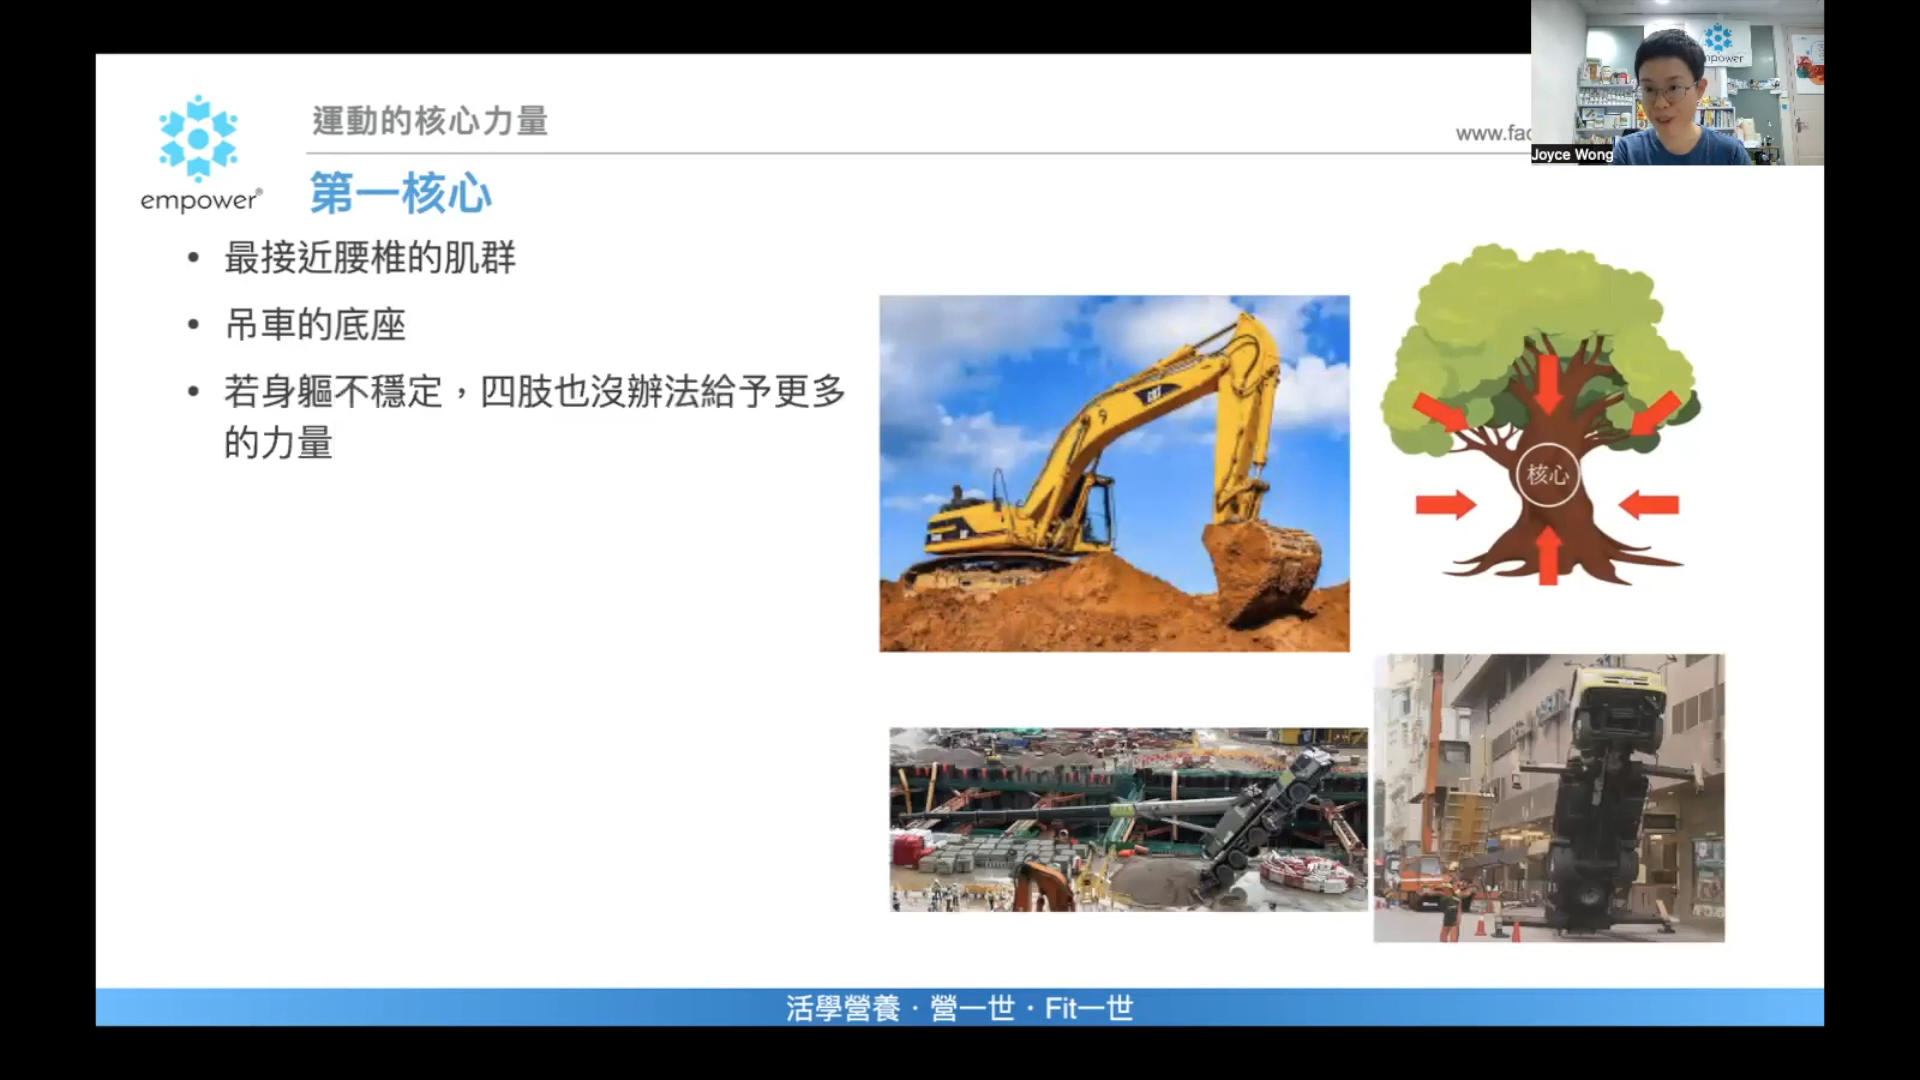 運動的核心力量
www.fac
empower
Joyce Wong
empower®
第一核心
• 最接近腰椎的肌群
• 吊車的底座
• 若身軀不穩定，四肢也沒辦法給予更多
的力量
CAT
核心
活學營養．營一世．Fit一世